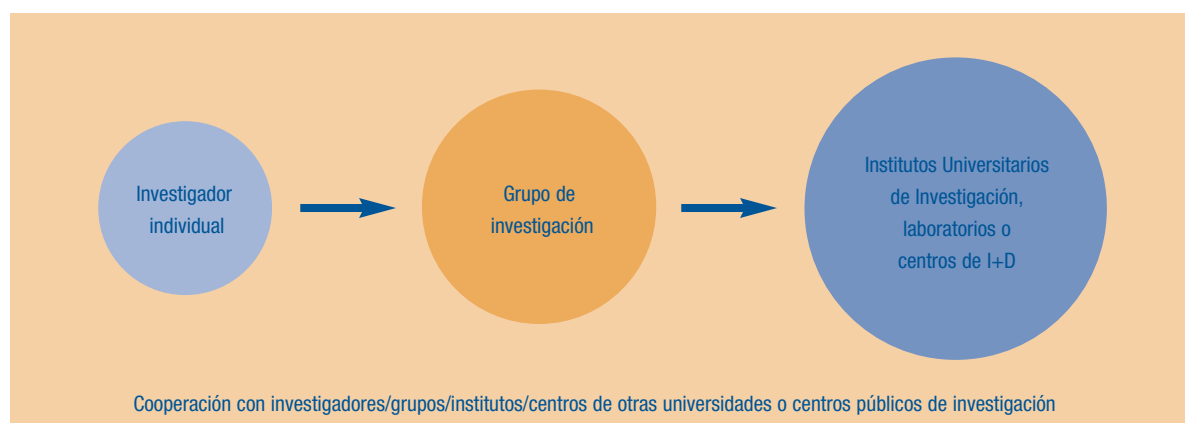 Investigador
individual
Grupo de
investigación
Institutos Universitarios
de Investigación,
laboratorios o
centros de I+D
Cooperación con investigadores/grupos/institutos/centros de otras universidades o centros públicos de investigación